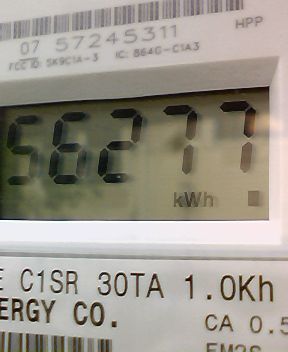 07 57245311
HPP
FCC ID: SK9C1A-3 IC: 864G-C1A3
56277
kWh
E C1SR 30TA 1.0Kh
ERGY CO.
CA 0.5
EM2S